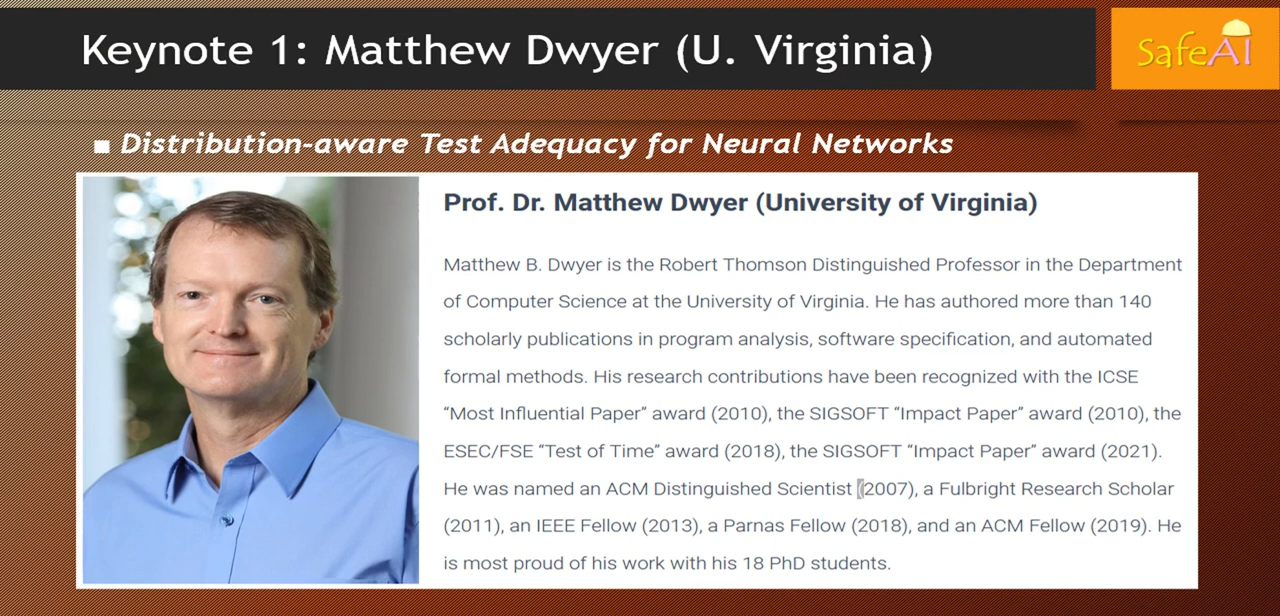 Keynote 1: Matthew Dwyer (U. Virginia)
SafeAI
Distribution-aware Test Adequacy for Neural Networks
Prof. Dr. Matthew Dwyer (University of Virginia)
Matthew B. Dwyer is the Robert Thomson Distinguished Professor in the Department
of Computer Science at the University of Virginia. He has authored more than 140
scholarly publications in program analysis, software specification, and automated
formal methods. His research contributions have been recognized with the ICSE
“Most Influential Paper” award (2010), the SIGSOFT “Impact Paper” award (2010), the
ESEC/FSE “Test of Time” award (2018), the SIGSOFT “Impact Paper” award (2021).
He was named an ACM Distinguished Scientist (2007), a Fulbright Research Scholar
(2011), an IEEE Fellow (2013), a Parnas Fellow (2018), and an ACM Fellow (2019). He
is most proud of his work with his 18 PhD students.